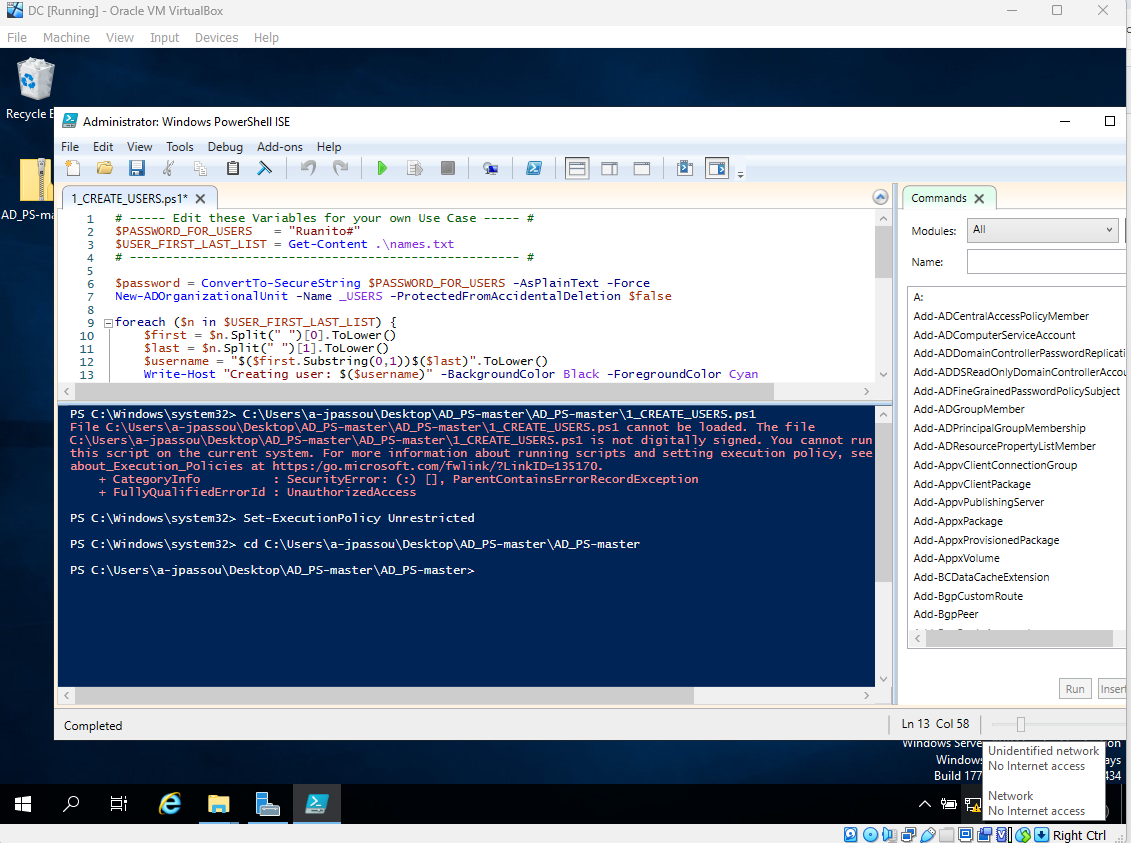 DC [Running] - Oracle VM VirtualBox
File Machine View Input Devices Help
Recycle
AD_PS-ma
Administrator: Windows PowerShell ISE
File Edit View Tools Debug Add-ons Help
1_CREATE_USERS.ps1*
1 # ----- Edit these Variables for your own Use Case ----- #
2 $PASSWORD_FOR_USERS = "Ruanito#"
3 $USER_FIRST_LAST_LIST = Get-Content .\names.txt
4 # ------------------------------------------------------ #
5
6 $password = ConvertTo-SecureString $PASSWORD_FOR_USERS -AsPlainText -Force
7 New-ADOrganizationalUnit -Name _USERS -ProtectedFromAccidentalDeletion $false
8
9 foreach ($n in $USER_FIRST_LAST_LIST) {
10 $first = $n.Split(" ")[0].ToLower()
11 $last = $n.Split(" ")[1].ToLower()
12 $username = "$($first.Substring(0,1))$($last)".ToLower()
13 Write-Host "Creating user: $($username)" -BackgroundColor Black -ForegroundColor Cyan
PS C:\Windows\system32> C:\Users\a-jpassou\Desktop\AD_PS-master\AD_PS-master\1_CREATE_USERS.ps1
File C:\Users\a-jpassou\Desktop\AD_PS-master\AD_PS-master\1_CREATE_USERS.ps1 cannot be loaded. The file
C:\Users\a-jpassou\Desktop\AD_PS-master\AD_PS-master\1_CREATE_USERS.ps1 is not digitally signed. You cannot run
this script on the current system. For more information about running scripts and setting execution policy, see
about_Execution_Policies at https:/go.microsoft.com/fwlink/?LinkID=135170.
+ CategoryInfo : SecurityError: (:) [], ParentContainsErrorRecordException
+ FullyQualifiedErrorId : UnauthorizedAccess
PS C:\Windows\system32> Set-ExecutionPolicy Unrestricted
PS C:\Windows\system32> cd C:\Users\a-jpassou\Desktop\AD_PS-master\AD_PS-master
PS C:\Users\a-jpassou\Desktop\AD_PS-master\AD_PS-master>
Completed
Ln 13 Col 58
Commands
Modules: All
Name:
A:
Add-ADCentralAccessPolicyMember
Add-ADComputerServiceAccount
Add-ADDomainControllerPasswordReplicati
Add-ADDSReadOnlyDomainControllerAccou
Add-ADFineGrainedPasswordPolicySubject
Add-ADGroupMember
Add-ADPrincipalGroupMembership
Add-ADResourcePropertyListMember
Add-AppvClientConnectionGroup
Add-AppvClientPackage
Add-AppvPublishingServer
Add-AppxPackage
Add-AppxProvisionedPackage
Add-AppxVolume
Add-BCDataCacheExtension
Add-BgpCustomRoute
Add-BgpPeer
Run Insert
Windows Serve
Windows ays
Build 177 434
Unidentified network
No Internet access
Network
No Internet access
Right Ctrl